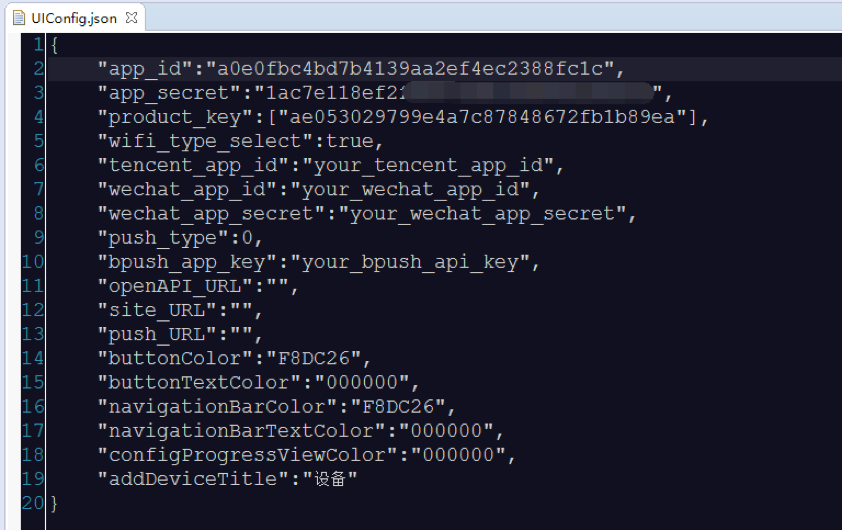 UIConfig.json
1 {
2 "app_id":"a0e0fbc4bd7b4139aa2ef4ec2388fc1c",
3 "app_secret":"1ac7e118ef2",
4 "product_key":["ae053029799e4a7c87848672fb1b89ea"],
5 "wifi_type_select":true,
6 "tencent_app_id":"your_tencent_app_id",
7 "wechat_app_id":"your_wechat_app_id",
8 "wechat_app_secret":"your_wechat_app_secret",
9 "push_type":0,
10 "bpush_app_key":"your_bpush_api_key",
11 "openAPI_URL":"",
12 "site_URL":"",
13 "push_URL":"",
14 "buttonColor":"F8DC26",
15 "buttonTextColor":"000000",
16 "navigationBarColor":"F8DC26",
17 "navigationBarTextColor":"000000",
18 "configProgressViewColor":"000000",
19 "addDeviceTitle":"设备"
20 }